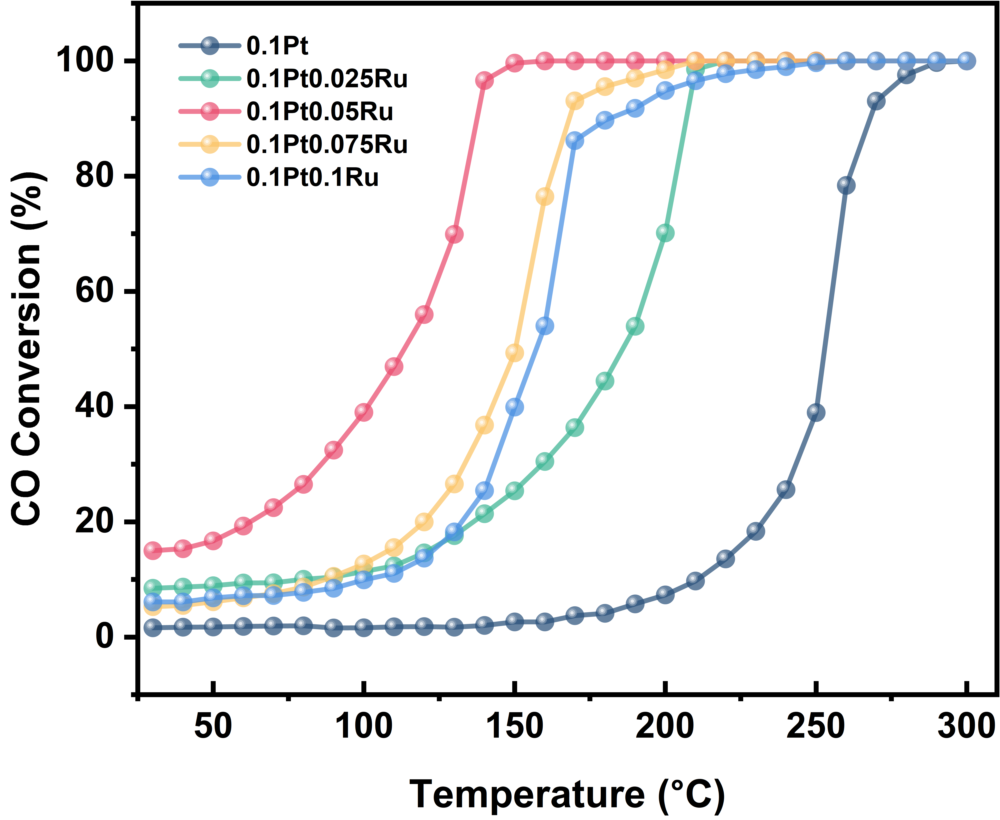 0.1Pt
0.1Pt0.025Ru
0.1Pt0.05Ru
0.1Pt0.075Ru
0.1Pt0.1Ru
CO Conversion (%)
100
80
60
40
20
0
50 100 150 200 250 300
Temperature (°C)